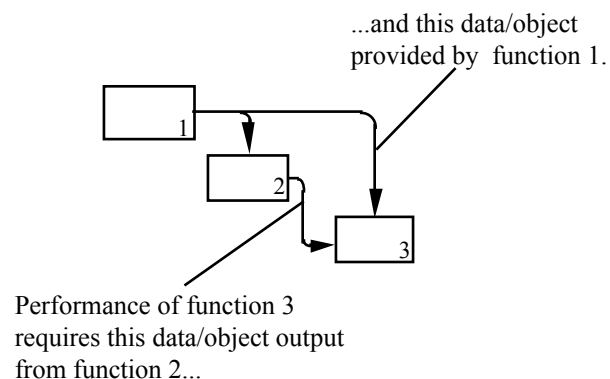 ...and this data/object
provided by function 1.
1
2
3
Performance of function 3
requires this data/object output
from function 2...